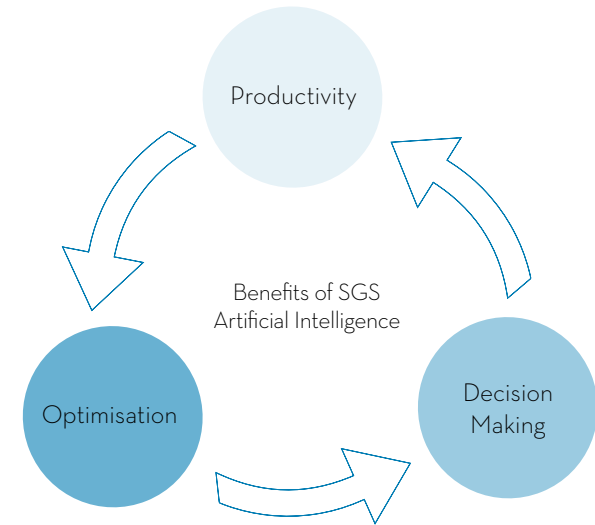 Productivity
Benefits of SGS
Artificial Intelligence
Optimisation
Decision
Making